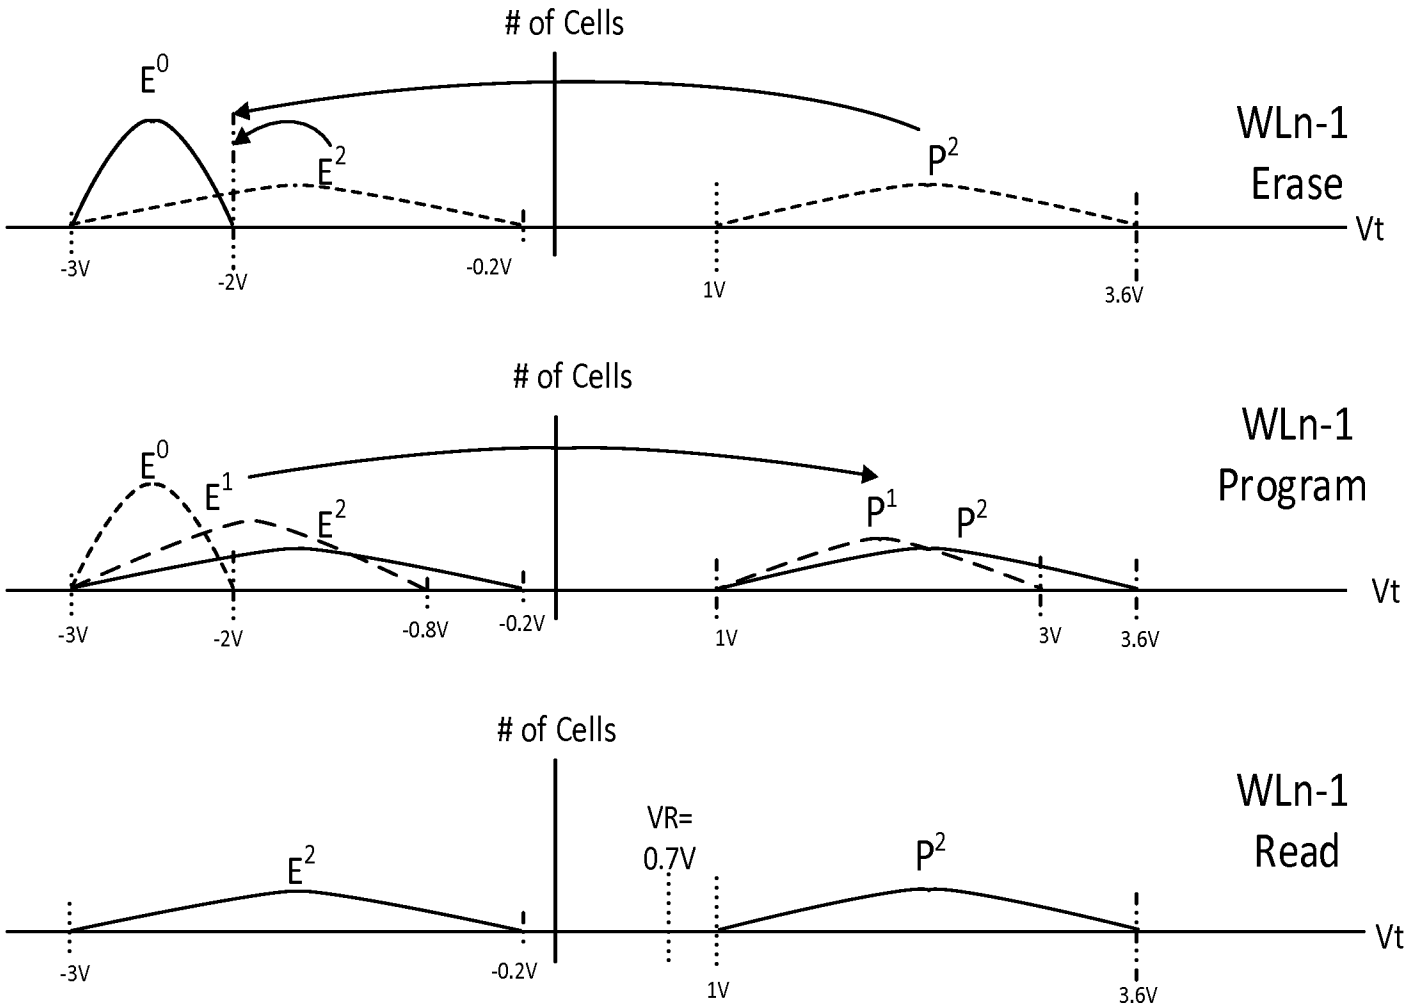 # of Cells
E⁰
E²
P²
WLn-1
Erase
Vt
-3V
-2V
-0.2V
1V
3.6V
# of Cells
E⁰
E¹
E²
P¹
P²
WLn-1
Program
Vt
-3V
-2V
-0.8V
-0.2V
1V
3V
3.6V
# of Cells
VR=
0.7V
E²
P²
WLn-1
Read
Vt
-3V
-0.2V
1V
3.6V